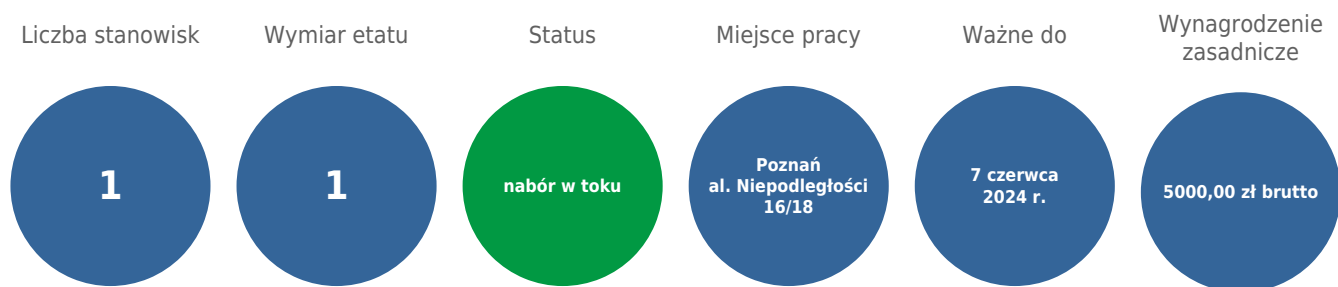 Liczba stanowisk
1
Wymiar etatu
1
Status
nabór w toku
Miejsce pracy
Poznań
al. Niepodległości
16/18
Ważne do
7 czerwca
2024 r.
Wynagrodzenie
zasadnicze
5000,00 zł brutto